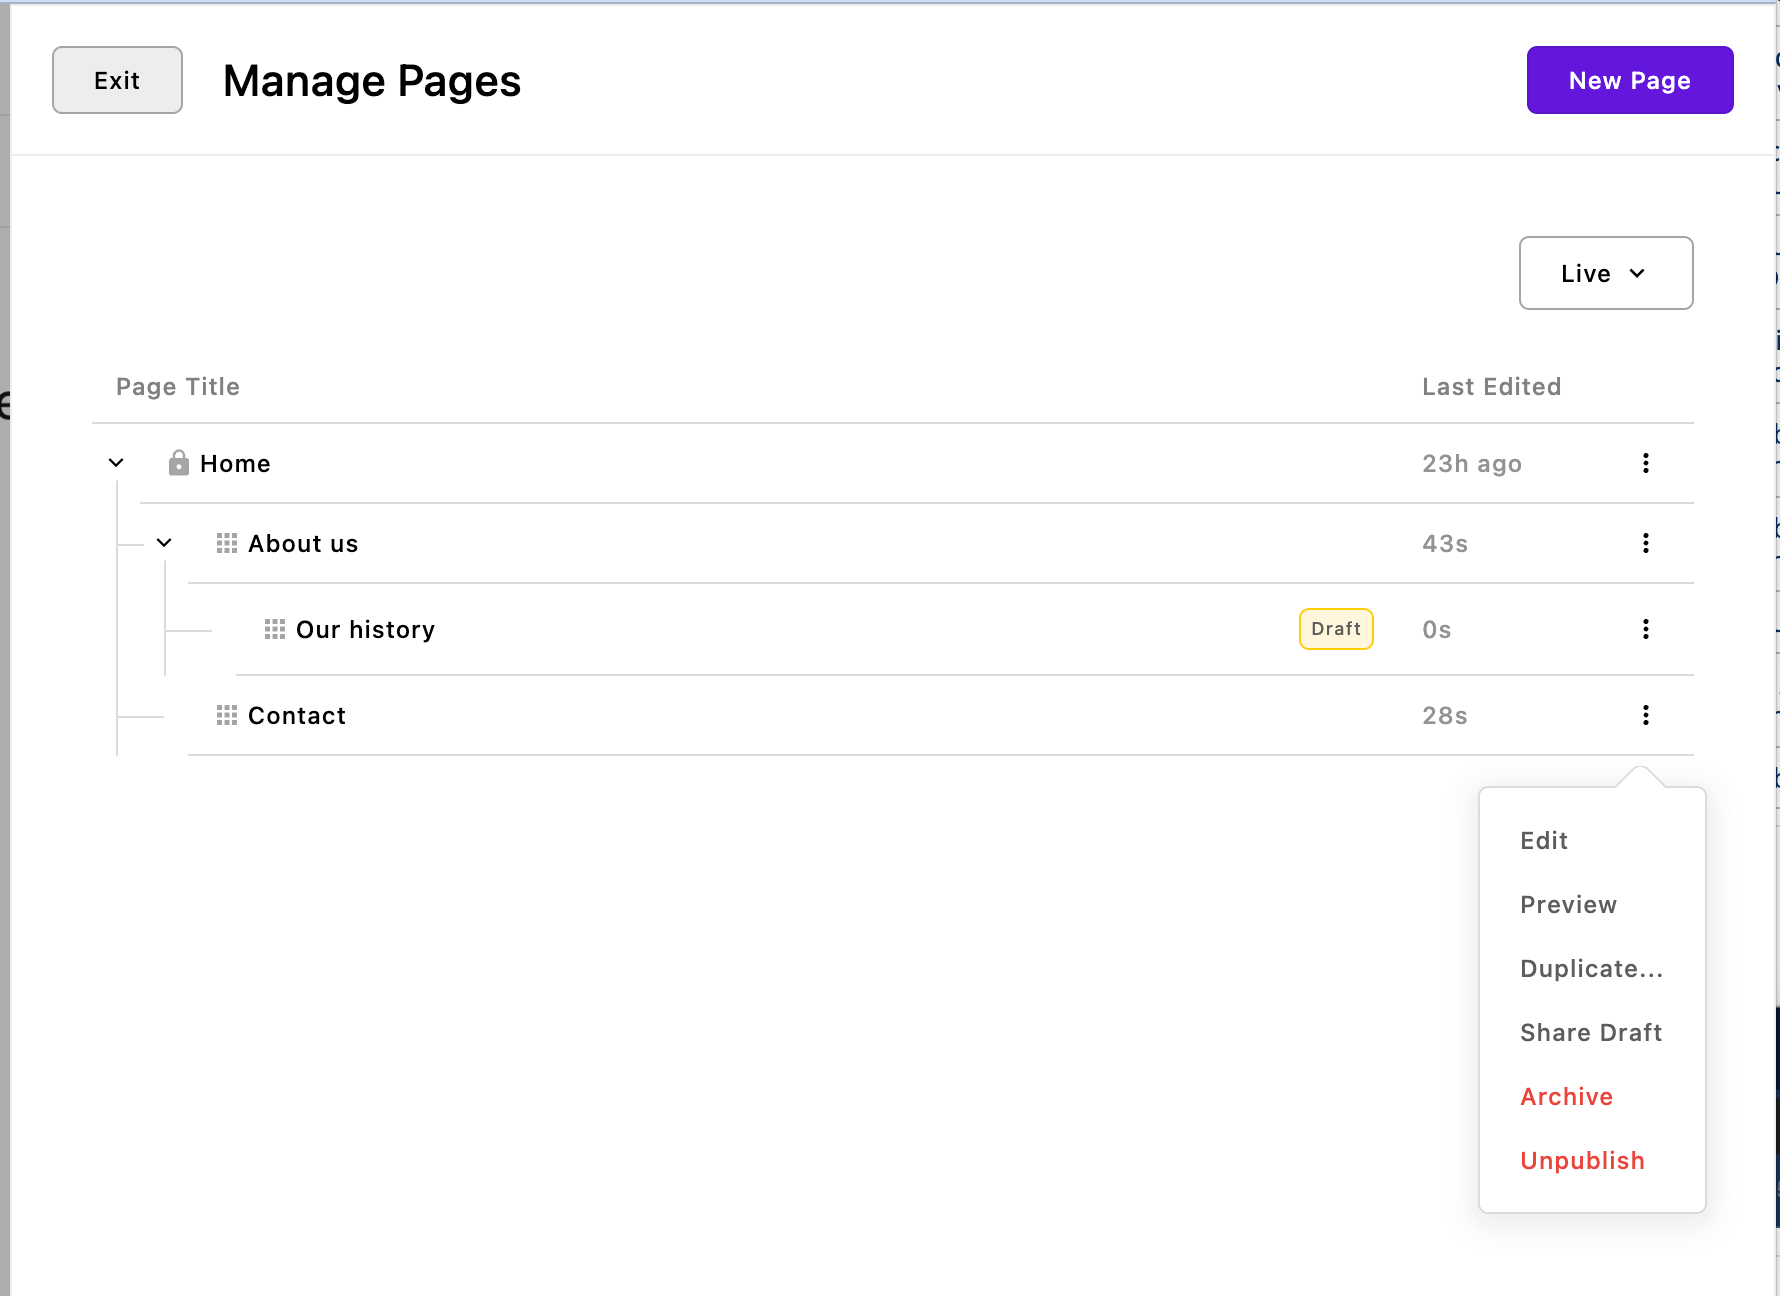 Exit
Manage Pages
New Page
Live
Page Title
Last Edited
Home
23h ago
About us
43s
Our history
Draft
0s
Contact
28s
Edit
Preview
Duplicate...
Share Draft
Archive
Unpublish